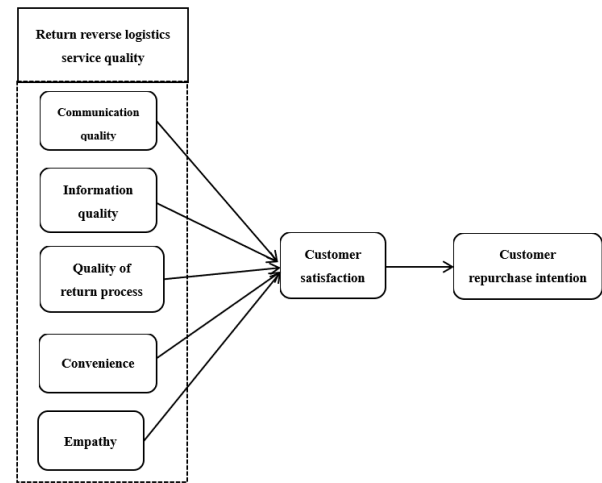 Return reverse logistics
service quality
Communication
quality
Information
quality
Quality of
return process
Convenience
Empathy
Customer
satisfaction
Customer
repurchase intention